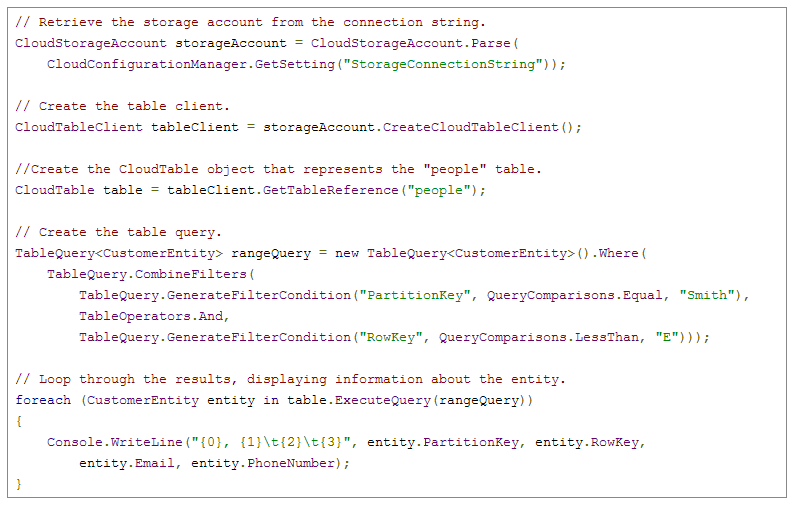 // Retrieve the storage account from the connection string.
CloudStorageAccount storageAccount = CloudStorageAccount.Parse(
    CloudConfigurationManager.GetSetting("StorageConnectionString"));

// Create the table client.
CloudTableClient tableClient = storageAccount.CreateCloudTableClient();

//Create the CloudTable object that represents the "people" table.
CloudTable table = tableClient.GetTableReference("people");

// Create the table query.
TableQuery<CustomerEntity> rangeQuery = new TableQuery<CustomerEntity>().Where(
    TableQuery.CombineFilters(
        TableQuery.GenerateFilterCondition("PartitionKey", QueryComparisons.Equal, "Smith"),
        TableOperators.And,
        TableQuery.GenerateFilterCondition("RowKey", QueryComparisons.LessThan, "E")));

// Loop through the results, displaying information about the entity.
foreach (CustomerEntity entity in table.ExecuteQuery(rangeQuery))
{
    Console.WriteLine("{0}, {1}\t{2}\t{3}", entity.PartitionKey, entity.RowKey,
        entity.Email, entity.PhoneNumber);
}